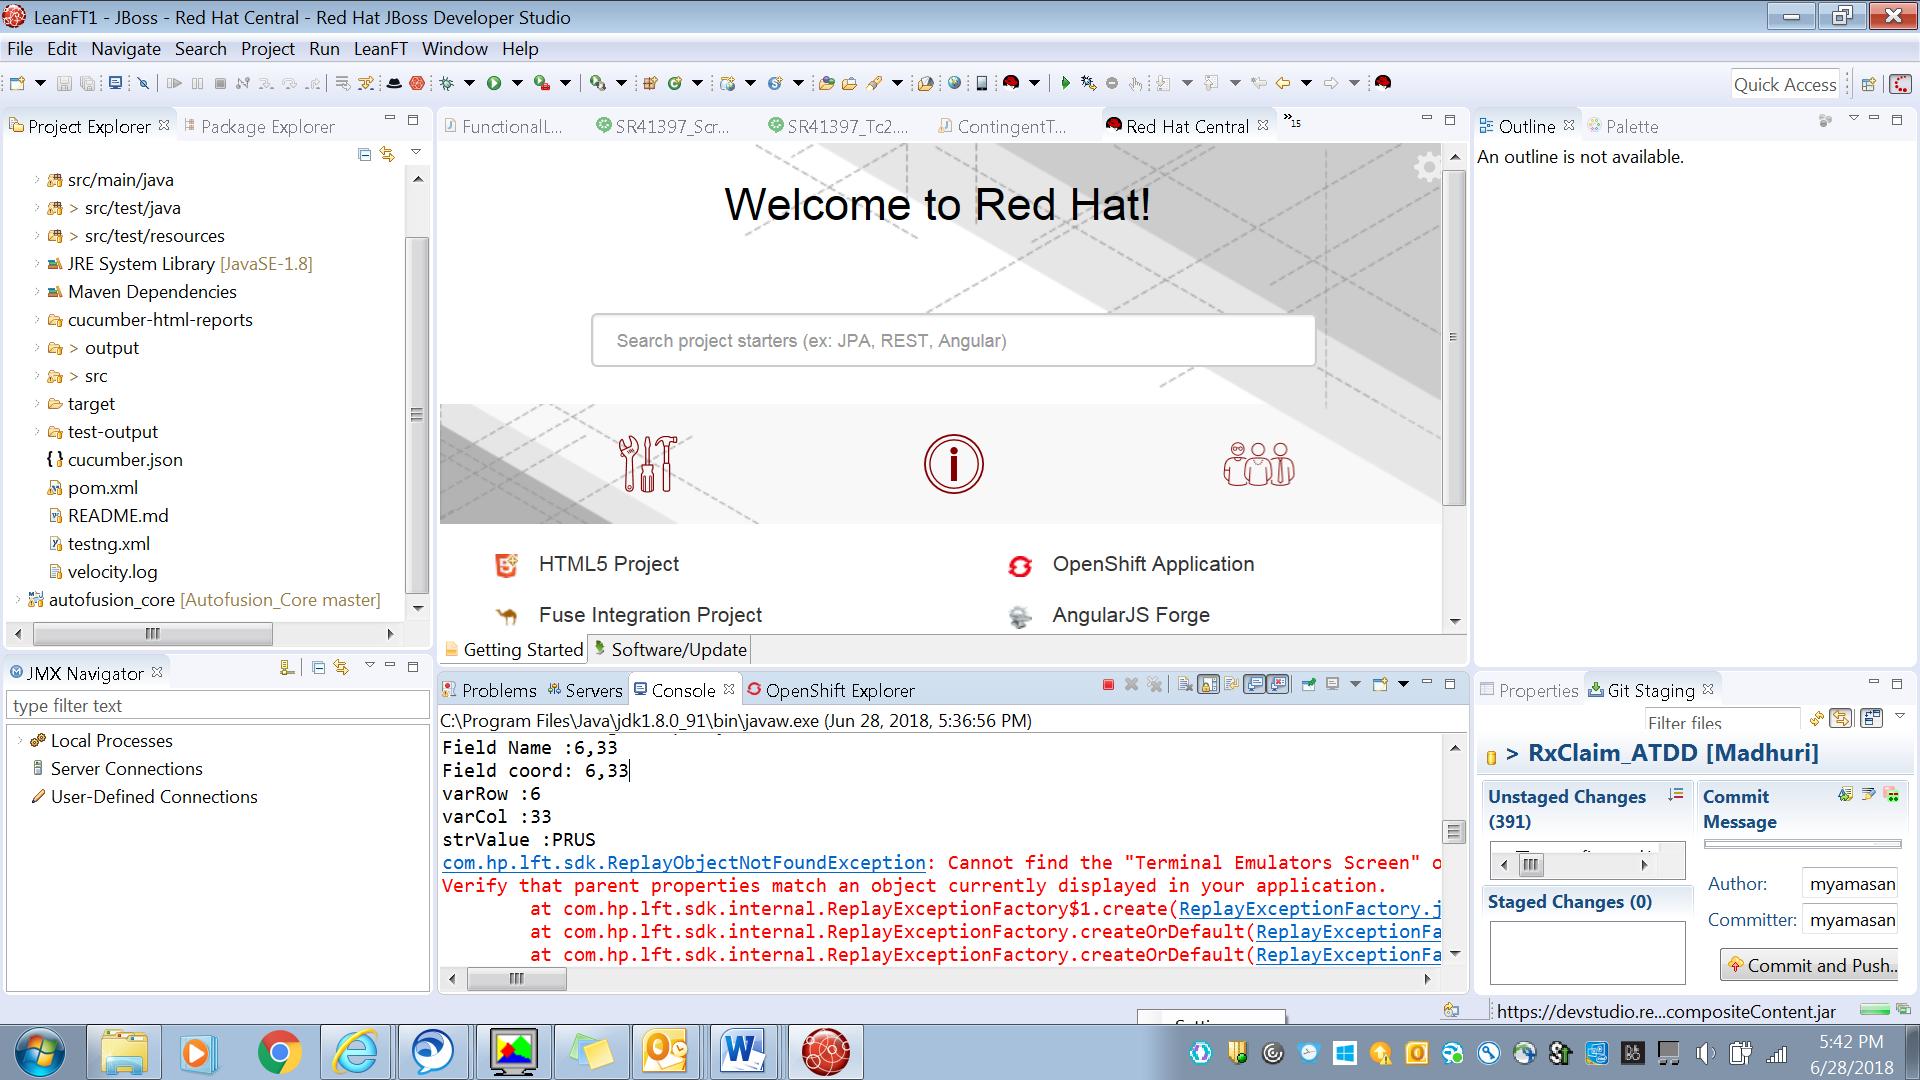 LeanFT1 - JBoss - Red Hat Central - Red Hat JBoss Developer Studio
File Edit Navigate Search Project Run LeanFT Window Help
Quick Access
Project Explorer Package Explorer
src/main/java
> src/test/java
> src/test/resources
JRE System Library [JavaSE-1.8]
Maven Dependencies
cucumber-html-reports
> output
> src
target
test-output
cucumber.json
pom.xml
README.md
testng.xml
velocity.log
autofusion_core [Autofusion_Core master]
FunctionalL... SR41397_Scr... SR41397_Tc2.... ContingentT... Red Hat Central »15
Welcome to Red Hat!
Search project starters (ex: JPA, REST, Angular)
HTML5 Project
OpenShift Application
Fuse Integration Project
AngularJS Forge
Getting Started Software/Update
Outline Palette
An outline is not available.
JMX Navigator
type filter text
Local Processes
Server Connections
User-Defined Connections
Problems Servers Console OpenShift Explorer
C:\Program Files\Java\jdk1.8.0_91\bin\javaw.exe (Jun 28, 2018, 5:36:56 PM)
Field Name :6,33
Field coord: 6,33
varRow :6
varCol :33
strValue :PRUS
com.hp.lft.sdk.ReplayObjectNotFoundException: Cannot find the "Terminal Emulators Screen" o
Verify that parent properties match an object currently displayed in your application.
at com.hp.lft.sdk.internal.ReplayExceptionFactory$1.create(ReplayExceptionFactory.j
at com.hp.lft.sdk.internal.ReplayExceptionFactory.createOrDefault(ReplayExceptionFa
at com.hp.lft.sdk.internal.ReplayExceptionFactory.createOrDefault(ReplayExceptionFa
Properties Git Staging
Filter files
> RxClaim_ATDD [Madhuri]
Unstaged Changes (391)
Staged Changes (0)
Commit Message
Author: myamasan
Committer: myamasan
Commit and Push..
https://devstudio.re...compositeContent.jar
5:42 PM
6/28/2018